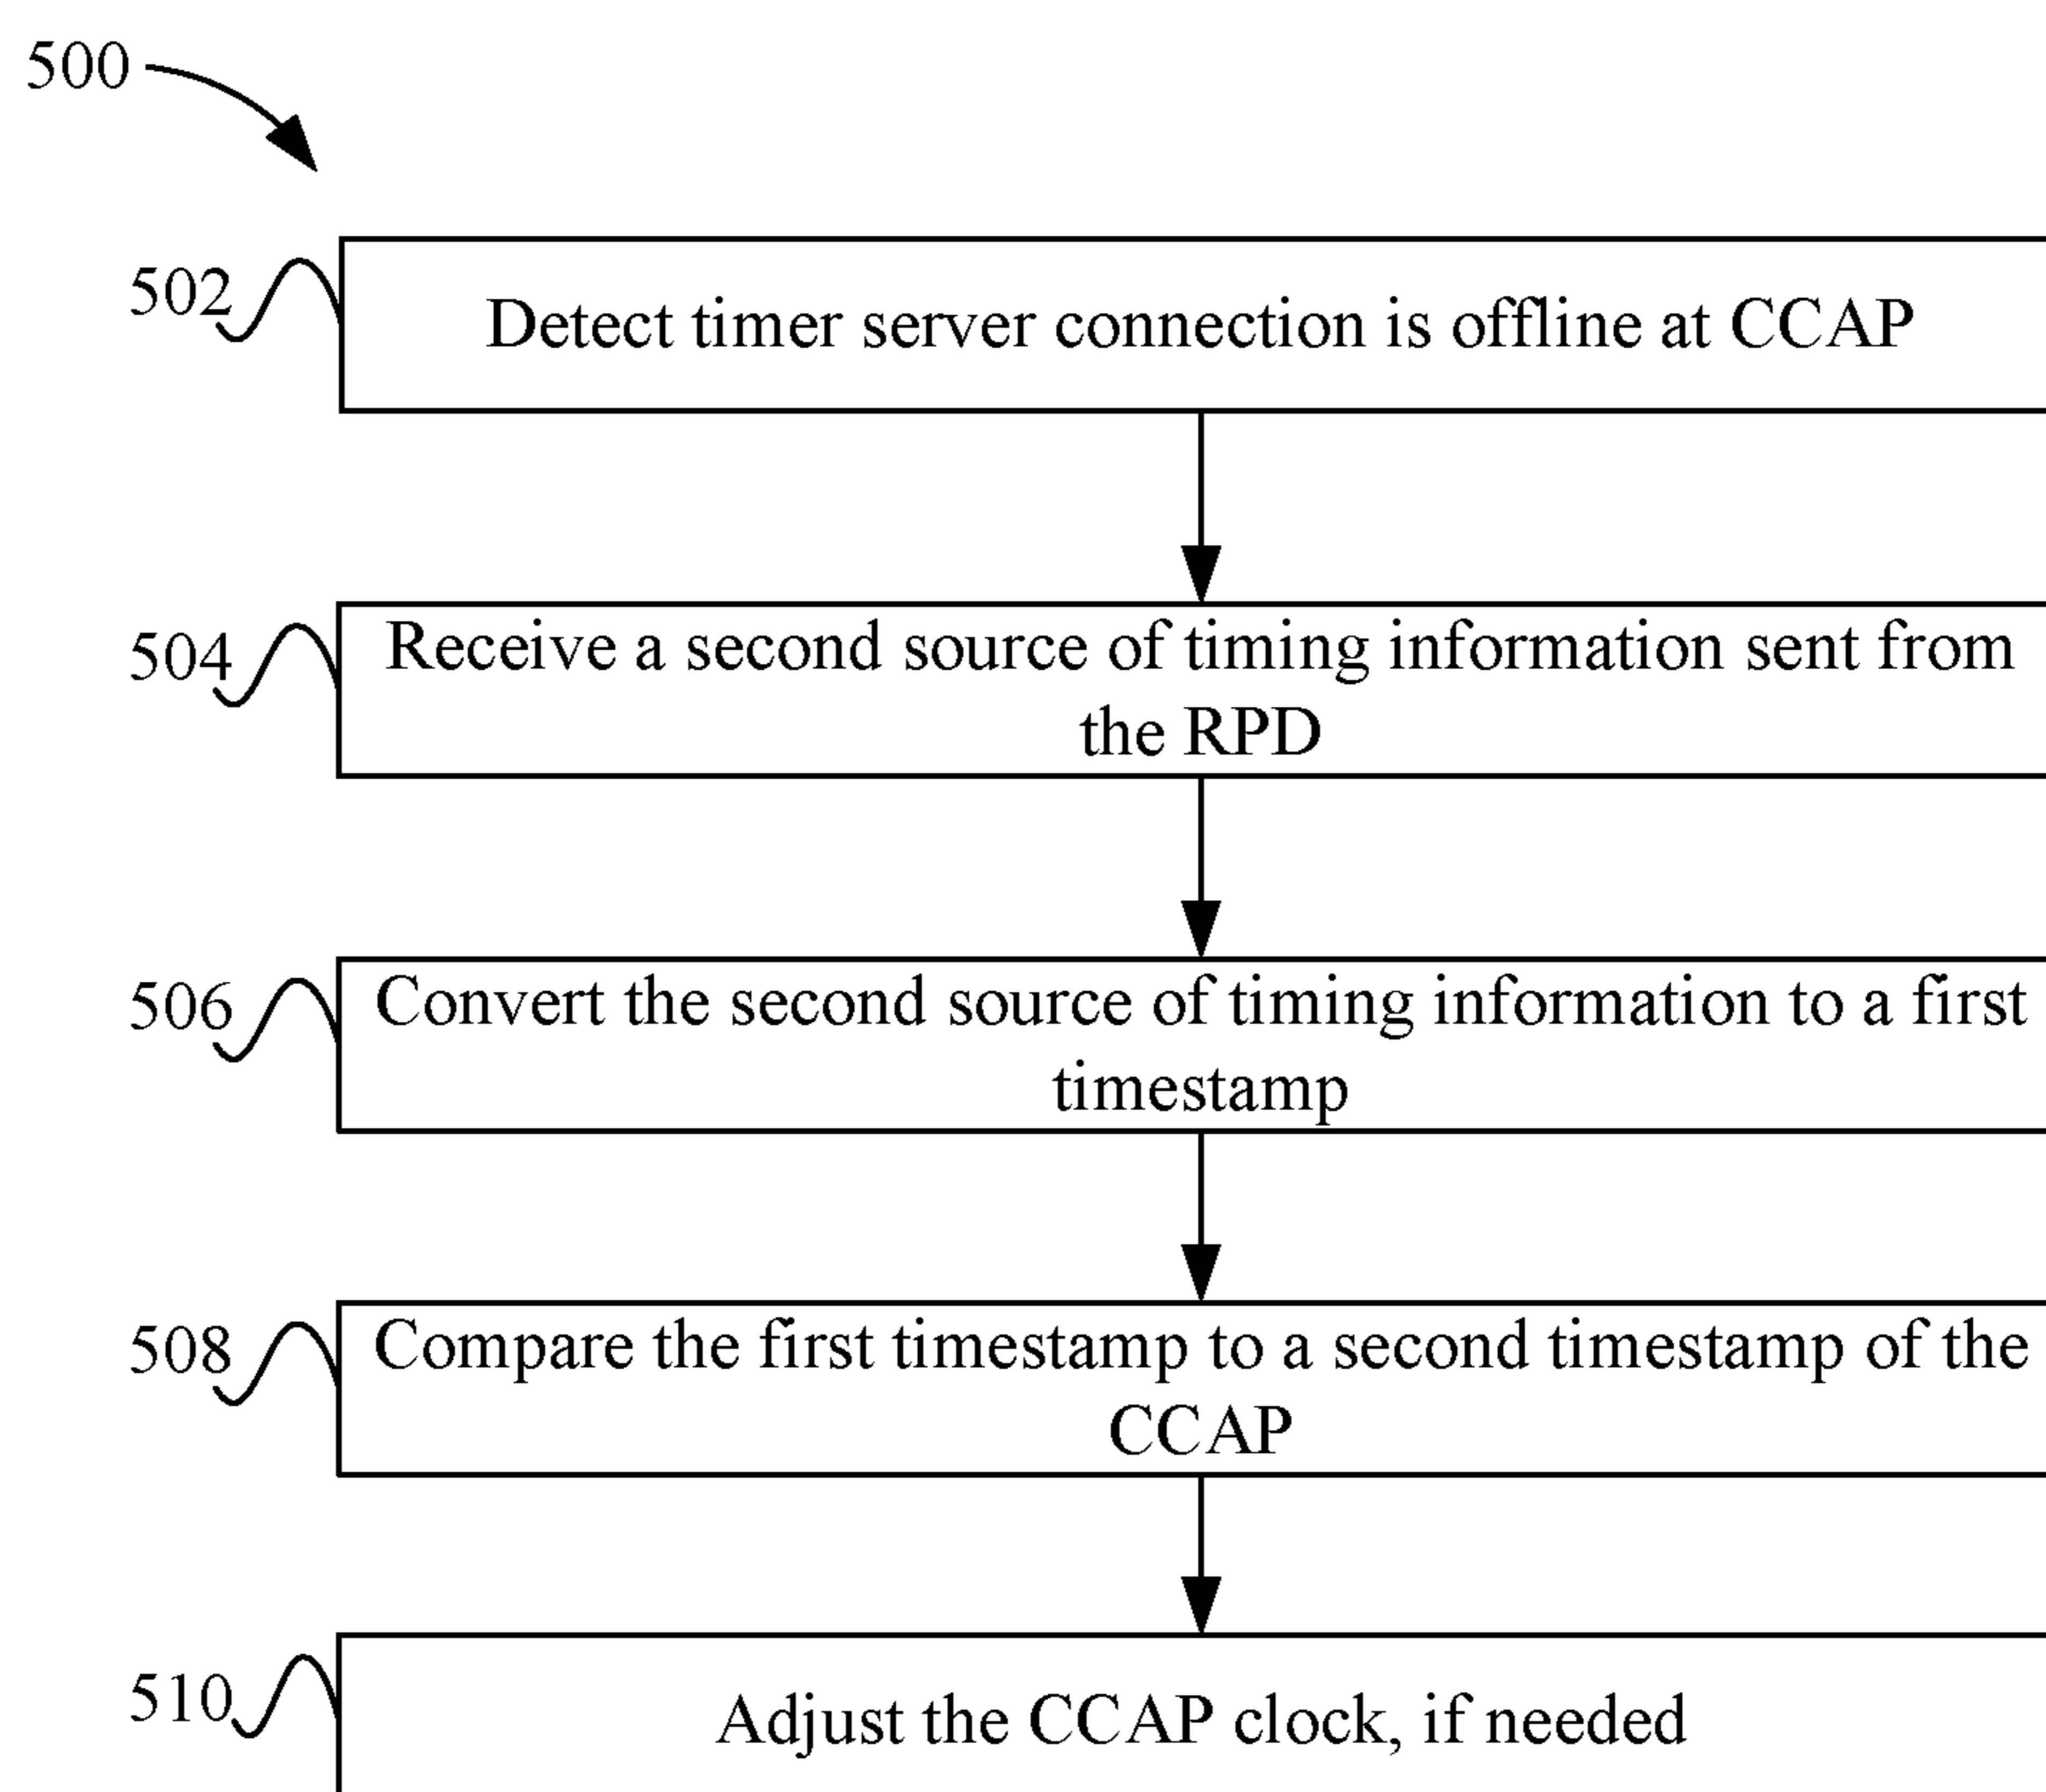 500
502
Detect timer server connection is offline at CCAP
504
Receive a second source of timing information sent from
the RPD
506
Convert the second source of timing information to a first
timestamp
508
Compare the first timestamp to a second timestamp of the
CCAP
510
Adjust the CCAP clock, if needed